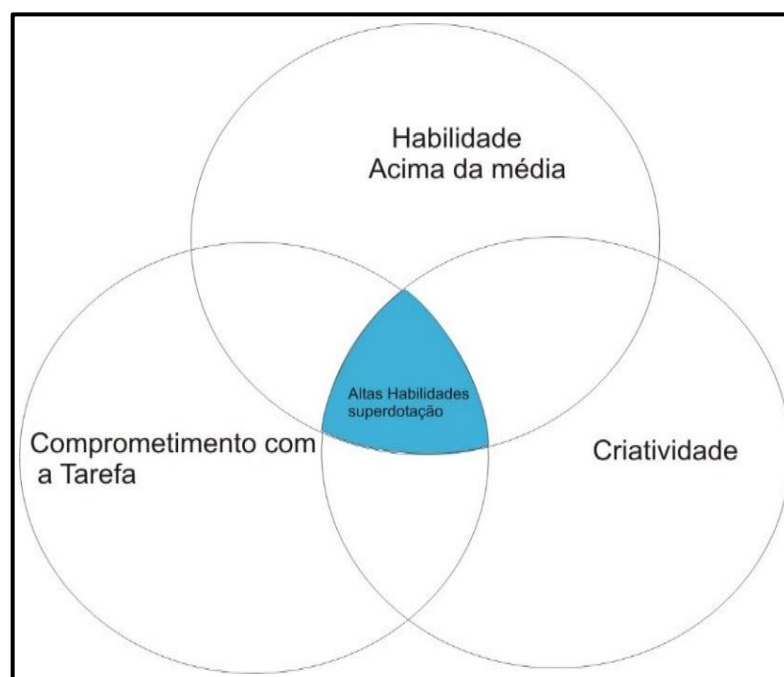 Habilidade
Acima da média
Altas Habilidades
superdotação
Comprometimento com
a Tarefa
Criatividade